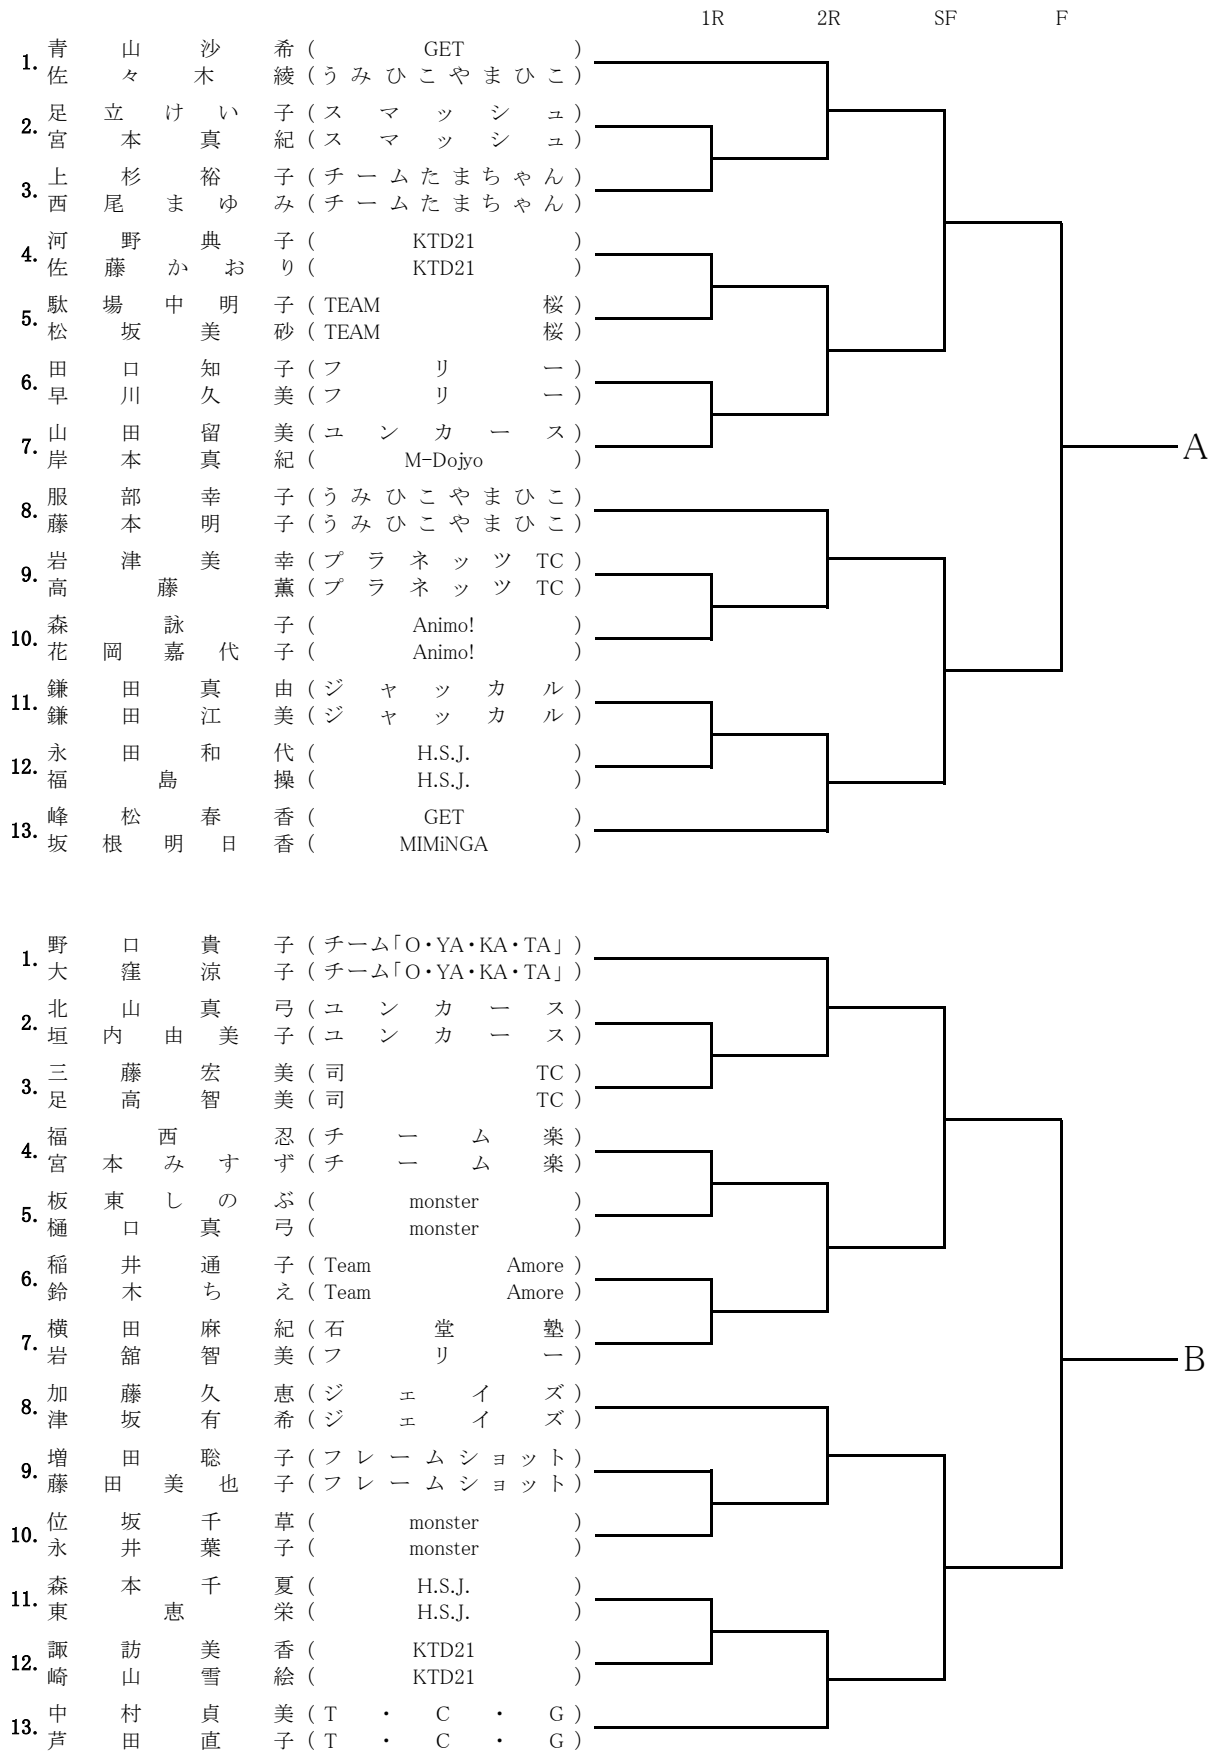 1R 2R SF F
1. 青山沙希 ( GET )
佐々木綾 (うみひこやまひこ)
2. 足立けい子 (スマッシュ)
宮本真紀 (スマッシュ)
3. 上杉裕子 (チームたまちゃん)
西尾まゆみ (チームたまちゃん)
4. 河野典子 ( KTD21 )
佐藤かおり ( KTD21 )
5. 駄場中明子 ( TEAM 桜 )
松坂美砂 ( TEAM 桜 )
6. 田口知子 (フリー)
早川久美 (フリー)
7. 山田留美 (ユンカース)
岸本真紀 ( M-Dojyo )
A
8. 服部幸子 (うみひこやまひこ)
藤本明子 (うみひこやまひこ)
9. 岩津美幸 (プラネッツ TC )
高藤薫 (プラネッツ TC )
10. 森詠子 ( Animo! )
花岡嘉代子 ( Animo! )
11. 鎌田真由 (ジャッカル)
鎌田江美 (ジャッカル)
12. 永田和代 ( H.S.J. )
福島操 ( H.S.J. )
13. 峰松春香 ( GET )
坂根明日香 ( MIMiNGA )
1. 野口貴子 (チーム「O・YA・KA・TA」)
大窪涼子 (チーム「O・YA・KA・TA」)
2. 北山真弓 (ユンカース)
垣内由美子 (ユンカース)
3. 三藤宏美 (司 TC )
足高智美 (司 TC )
4. 福西忍 (チーム楽)
宮本みすず (チーム楽)
5. 板東しのぶ ( monster )
樋口真弓 ( monster )
6. 稲井通子 ( Team Amore )
鈴木ちえ ( Team Amore )
7. 横田麻紀 (石堂塾)
岩舘智美 (フリー)
B
8. 加藤久恵 (ジェイズ)
津坂有希 (ジェイズ)
9. 増田聡子 (フレームショット)
藤田美也子 (フレームショット)
10. 位坂千草 ( monster )
永井葉子 ( monster )
11. 森本千夏 ( H.S.J. )
東恵栄 ( H.S.J. )
12. 諏訪美香 ( KTD21 )
崎山雪絵 ( KTD21 )
13. 中村貞美 (T・C・G)
芦田直子 (T・C・G)